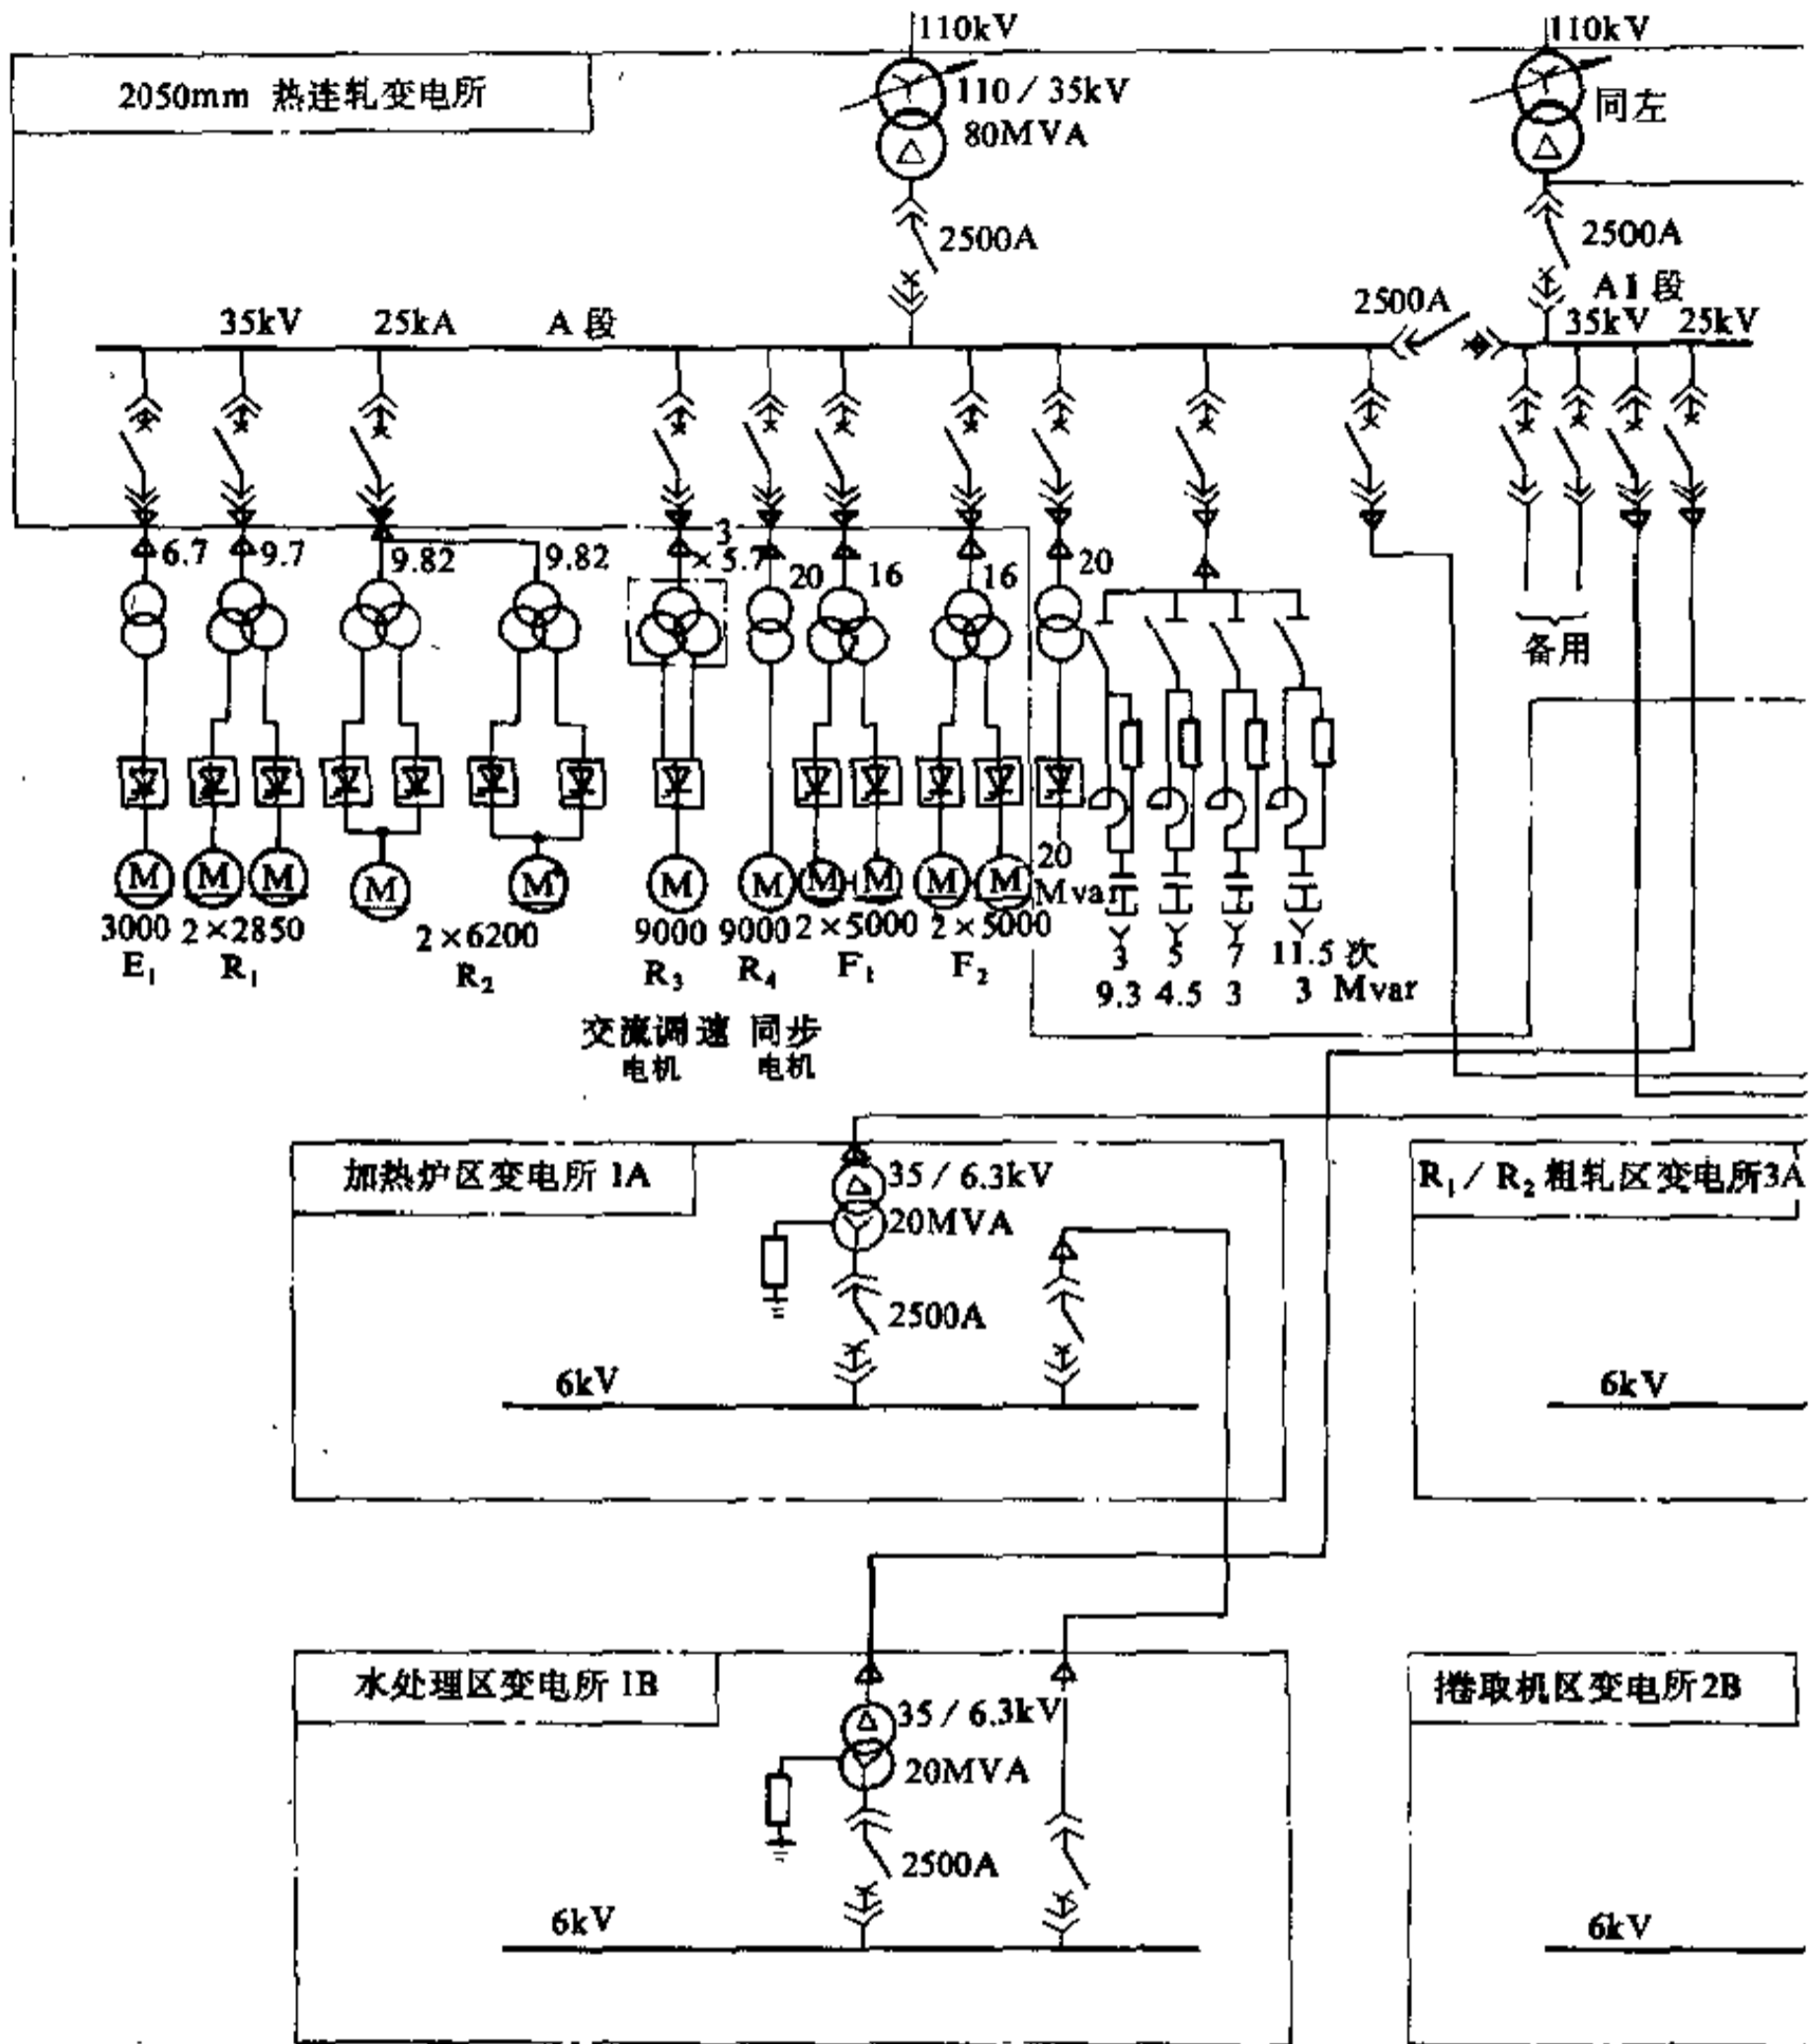 110kV
110kV
2050mm 热连轧变电所
110／35kV
80MVA
同左
2500A
2500A
A1段
2500A
35kV 25kA A段
35kV 25kV
6.7 9.7 9.82 9.82 3×5.7 20 16 16 20
备用
M M M M M M M M M M M
20
Mvar
3000 2×2850 2×6200 9000 9000 2×5000 2×5000
E₁ R₁ R₂ R₃ R₄ F₁ F₂
3 5 7 11.5 次
9.3 4.5 3 3 Mvar
交流调速 同步
电机 电机
加热炉区变电所 1A
35／6.3kV
20MVA
2500A
6kV
R₁／R₂粗轧区变电所3A
6kV
水处理区变电所 1B
35／6.3kV
20MVA
2500A
6kV
捲取机区变电所2B
6kV